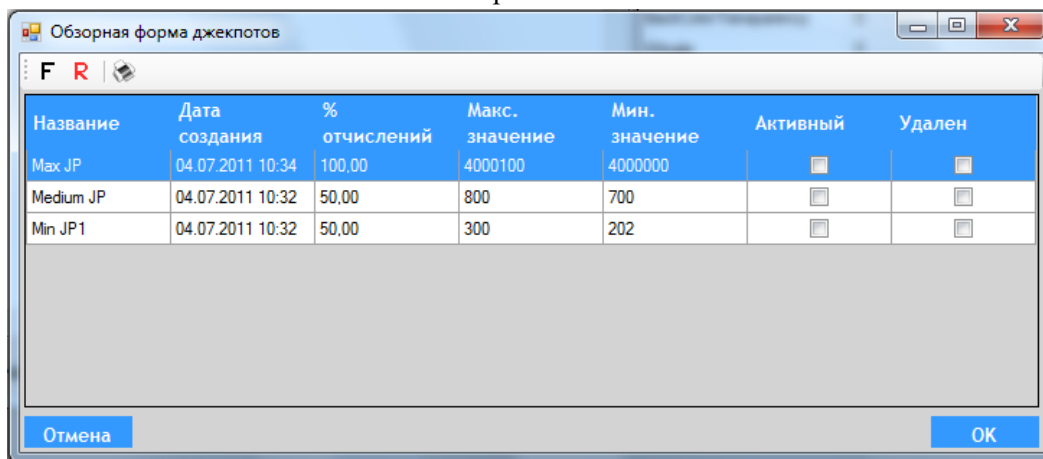 Обзорная форма джекпотов
F R
Название Дата создания % отчислений Макс. значение Мин. значение Активный Удален
Max JP 04.07.2011 10:34 100,00 4000100 4000000
Medium JP 04.07.2011 10:32 50,00 800 700
Min JP1 04.07.2011 10:32 50,00 300 202
Отмена OK